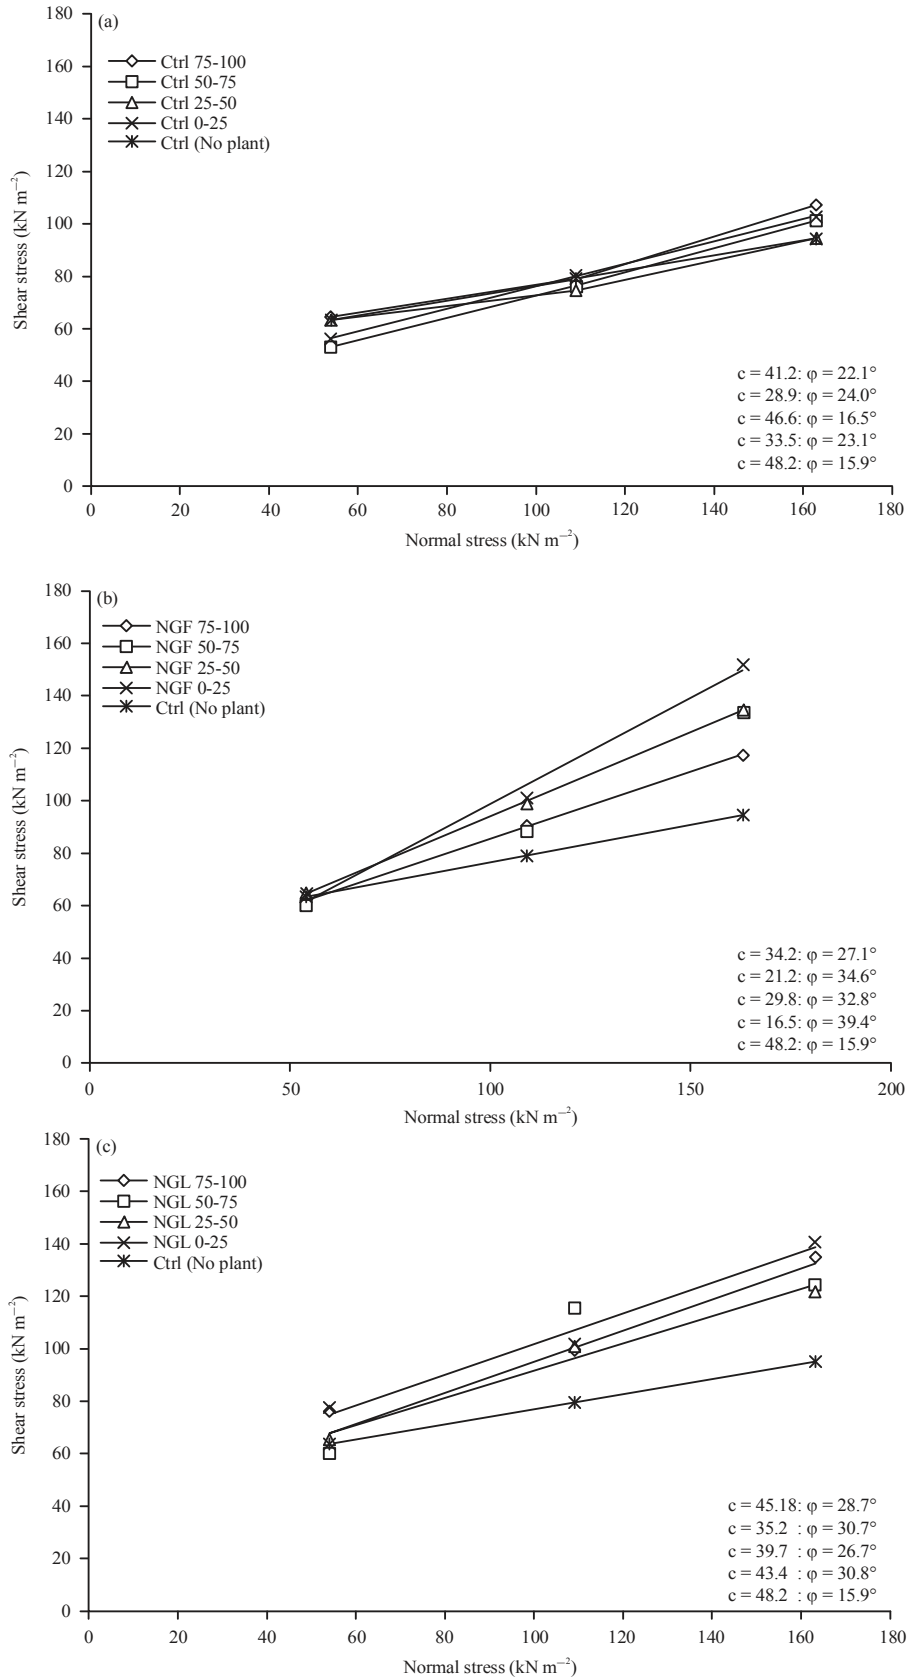 (a)
180
160
140
120
100
80
60
40
20
0
Shear stress (kN m⁻²)
Ctrl 75-100
Ctrl 50-75
Ctrl 25-50
Ctrl 0-25
Ctrl (No plant)
c = 41.2: φ = 22.1°
c = 28.9: φ = 24.0°
c = 46.6: φ = 16.5°
c = 33.5: φ = 23.1°
c = 48.2: φ = 15.9°
0 20 40 60 80 100 120 140 160 180
Normal stress (kN m⁻²)
(b)
180
160
140
120
100
80
60
40
20
0
Shear stress (kN m⁻²)
NGF 75-100
NGF 50-75
NGF 25-50
NGF 0-25
Ctrl (No plant)
c = 34.2: φ = 27.1°
c = 21.2: φ = 34.6°
c = 29.8: φ = 32.8°
c = 16.5: φ = 39.4°
c = 48.2: φ = 15.9°
0 50 100 150 200
Normal stress (kN m⁻²)
(c)
180
160
140
120
100
80
60
40
20
0
Shear stress (kN m⁻²)
NGL 75-100
NGL 50-75
NGL 25-50
NGL 0-25
Ctrl (No plant)
c = 45.18: φ = 28.7°
c = 35.2 : φ = 30.7°
c = 39.7 : φ = 26.7°
c = 43.4 : φ = 30.8°
c = 48.2 : φ = 15.9°
0 20 40 60 80 100 120 140 160 180
Normal stress (kN m⁻²)